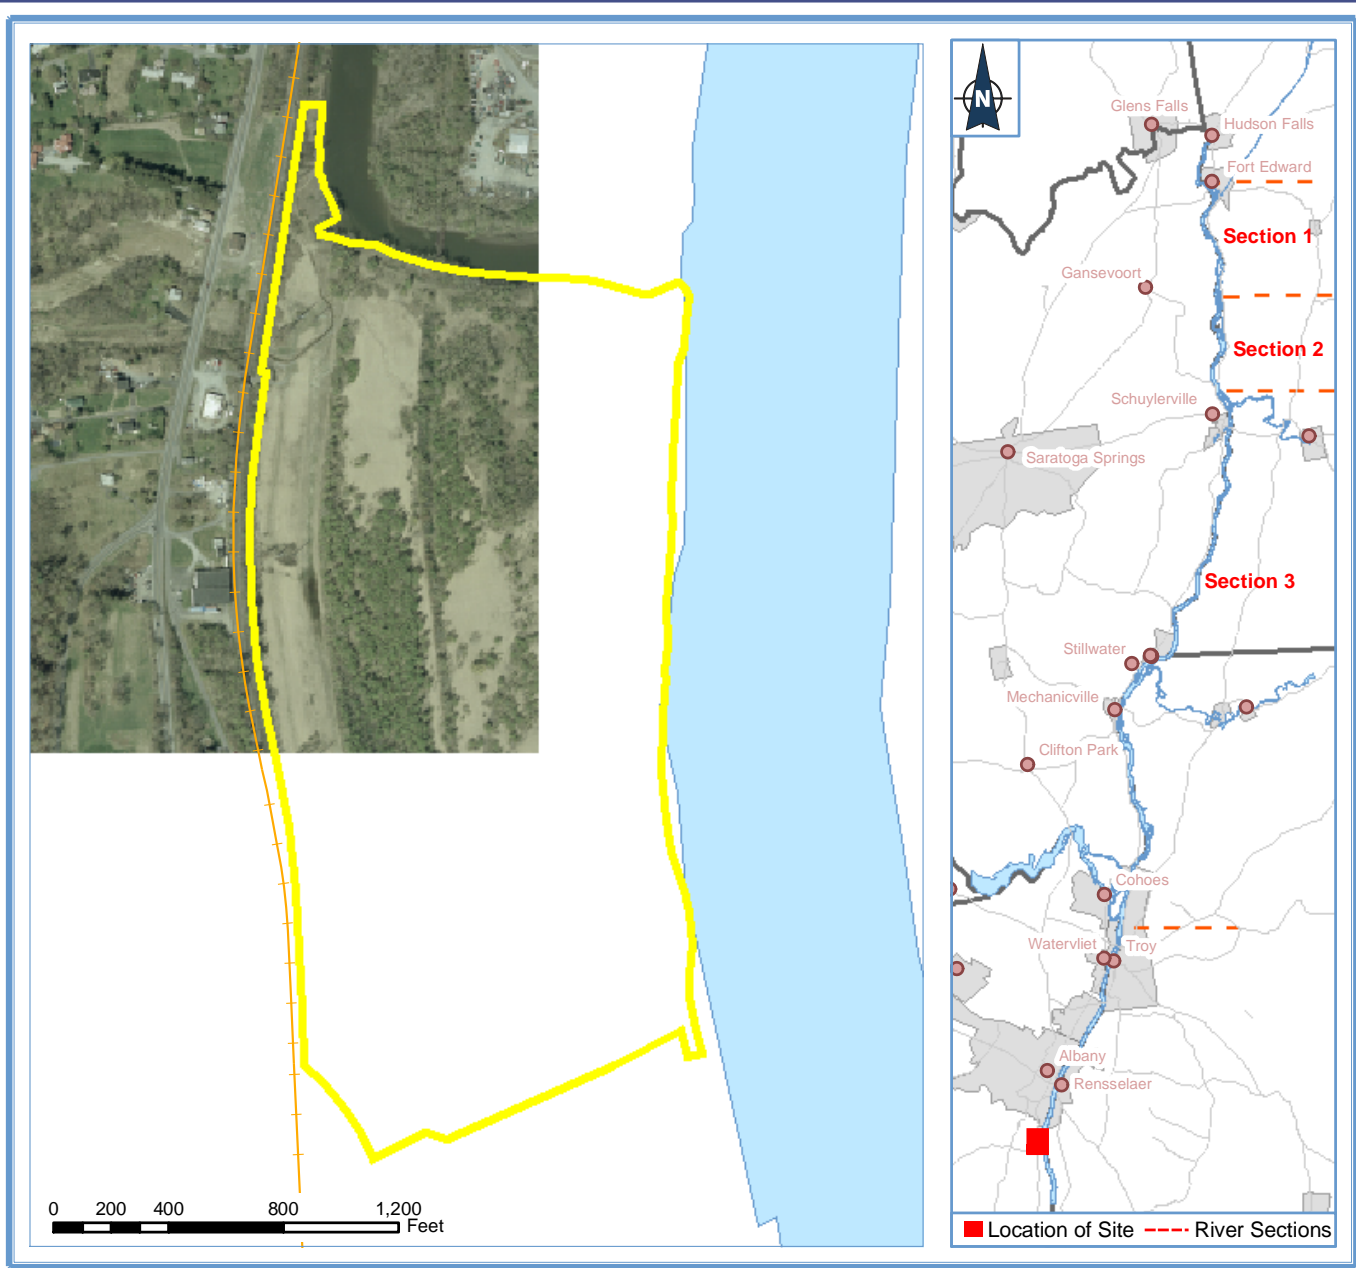 N
Glens Falls
Hudson Falls
Fort Edward
Section 1
Gansevoort
Section 2
Schuylerville
Saratoga Springs
Section 3
Stillwater
Mechanicville
Clifton Park
Cohoes
Watervliet
Troy
Albany
Rensselaer
0 200 400 800 1,200
Feet
Location of Site
River Sections